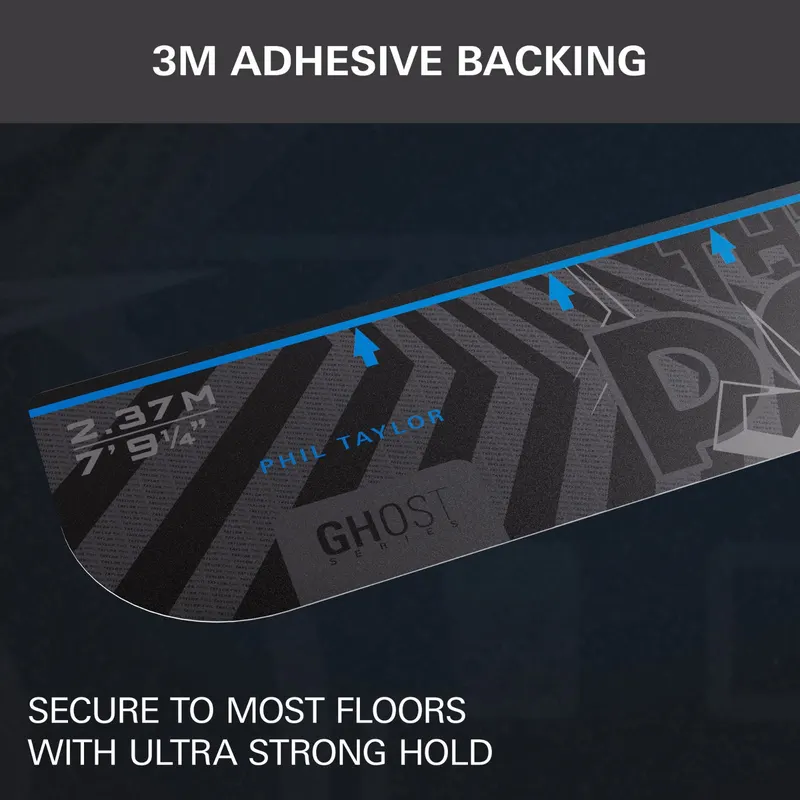 3M ADHESIVE BACKING
2.37M
7' 9¼"
PHIL TAYLOR
GHOST
SERIES
SECURE TO MOST FLOORS
WITH ULTRA STRONG HOLD